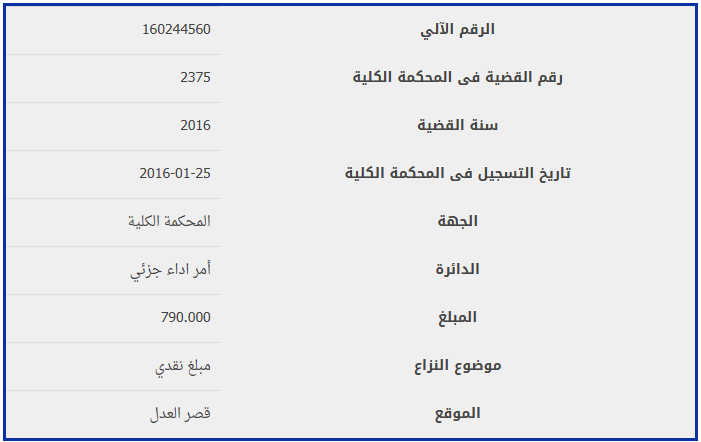 الرقم الآلي 160244560
رقم القضية فى المحكمة الكلية 2375
سنة القضية 2016
تاريخ التسجيل فى المحكمة الكلية 2016-01-25
الجهة المحكمة الكلية
الدائرة أمر اداء جزئي
المبلغ 790.000
موضوع النزاع مبلغ نقدي
الموقع قصر العدل